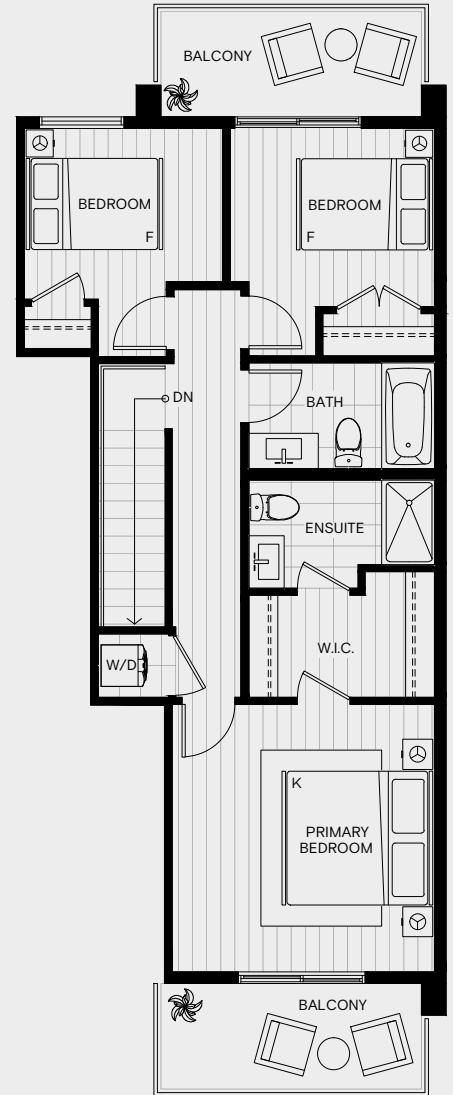 BALCONY
BEDROOM
F
BEDROOM
F
DN
BATH
ENSUITE
W.I.C.
W/D
K
PRIMARY
BEDROOM
BALCONY